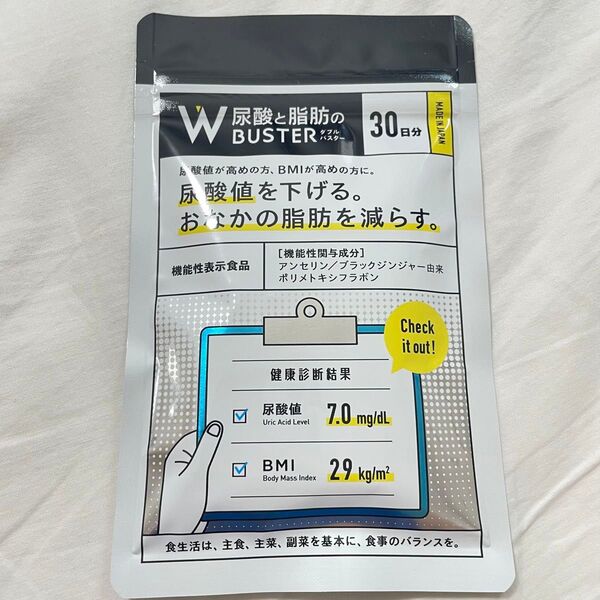 W 尿酸と脂肪の
BUSTER ダブルバスター
30日分
MADE IN JAPAN
尿酸値が高めの方、BMIが高めの方に。
尿酸値を下げる。
おなかの脂肪を減らす。
機能性表示食品
［機能性関与成分］
アンセリン／ブラックジンジャー由来
ポリメトキシフラボン
Check
it out!
健康診断結果
尿酸値 7.0 mg/dL
Uric Acid Level
BMI 29 kg/m²
Body Mass Index
食生活は、主食、主菜、副菜を基本に、食事のバランスを。